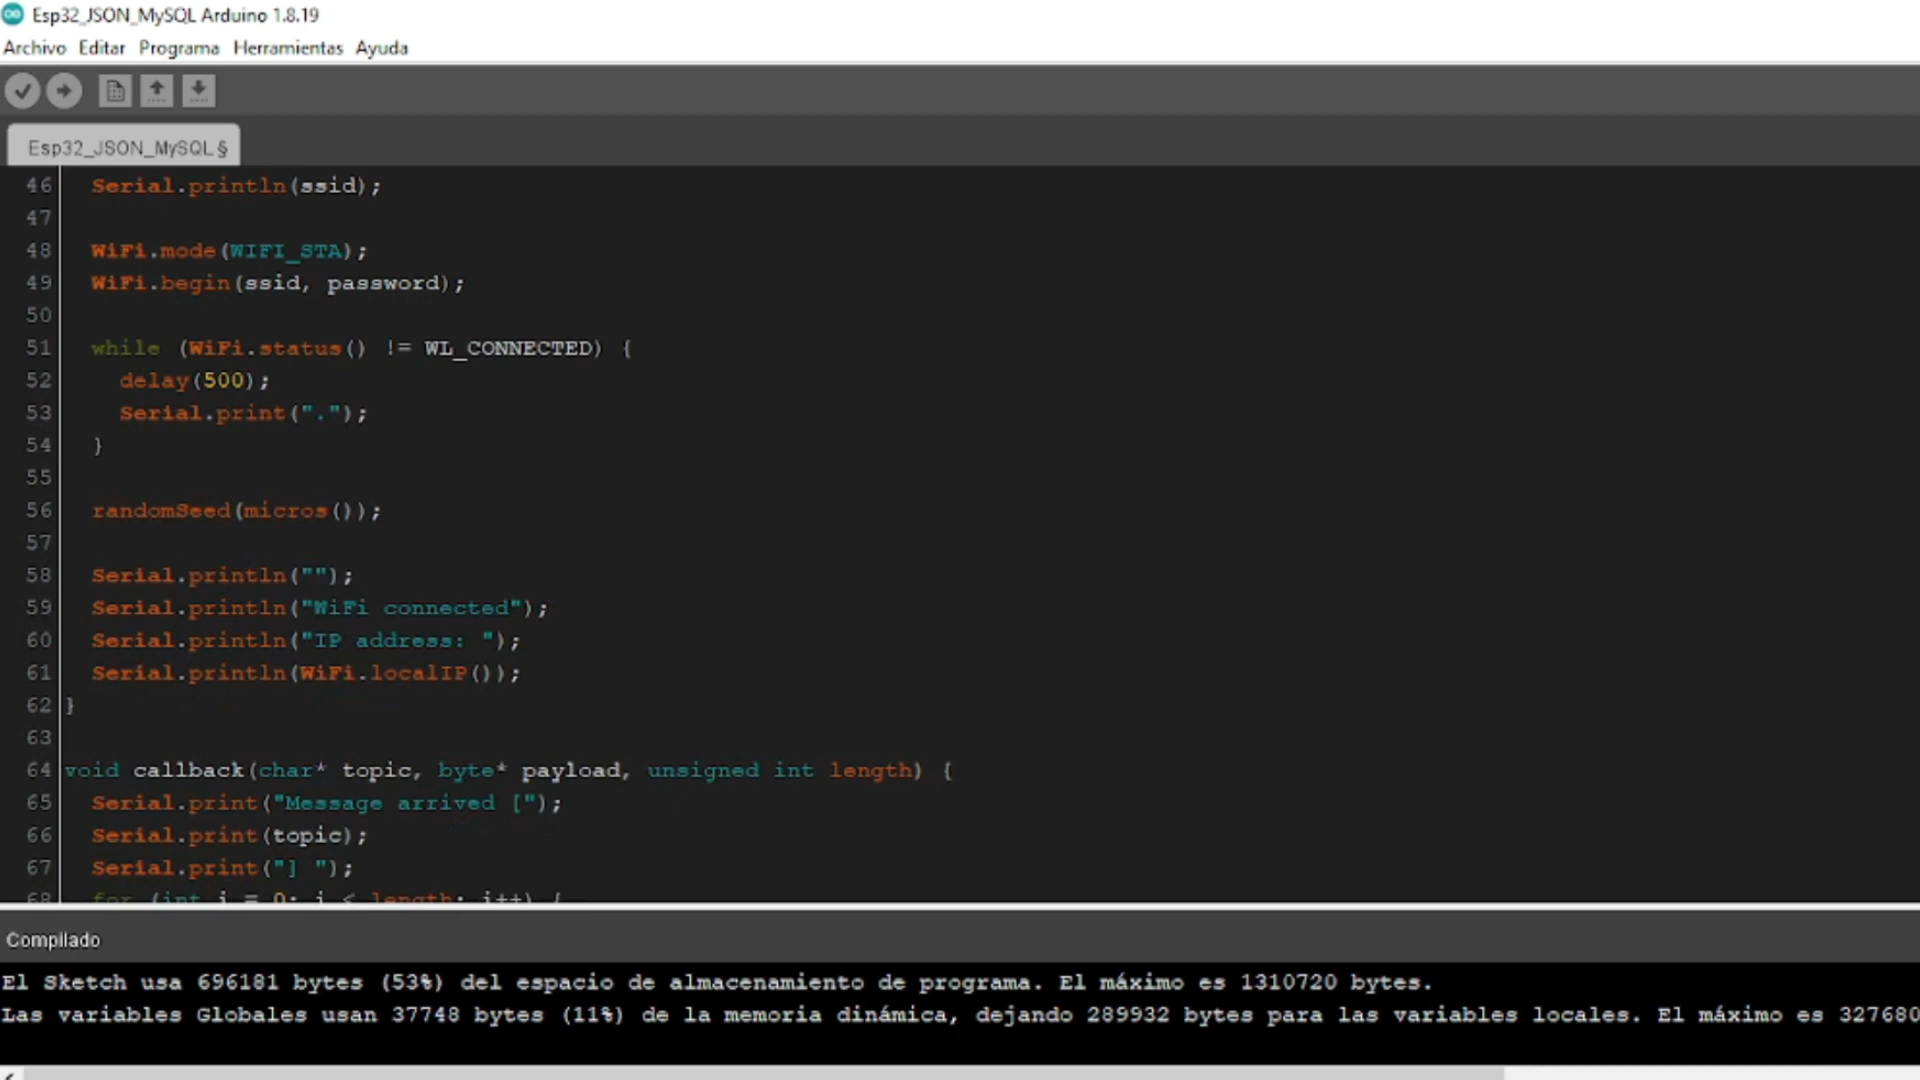 Esp32_JSON_MySQL Arduino 1.8.19
Archivo Editar Programa Herramientas Ayuda
Esp32_JSON_MySQL §
46 Serial.println(ssid);
47
48 WiFi.mode(WIFI_STA);
49 WiFi.begin(ssid, password);
50
51 while (WiFi.status() != WL_CONNECTED) {
52 delay(500);
53 Serial.print(".");
54 }
55
56 randomSeed(micros());
57
58 Serial.println("");
59 Serial.println("WiFi connected");
60 Serial.println("IP address: ");
61 Serial.println(WiFi.localIP());
62 }
63
64 void callback(char* topic, byte* payload, unsigned int length) {
65 Serial.print("Message arrived [");
66 Serial.print(topic);
67 Serial.print("] ");
68 for (int i = 0; i < length; i++) {
Compilado
El Sketch usa 696181 bytes (53%) del espacio de almacenamiento de programa. El máximo es 1310720 bytes.
Las variables Globales usan 37748 bytes (11%) de la memoria dinámica, dejando 289932 bytes para las variables locales. El máximo es 327680